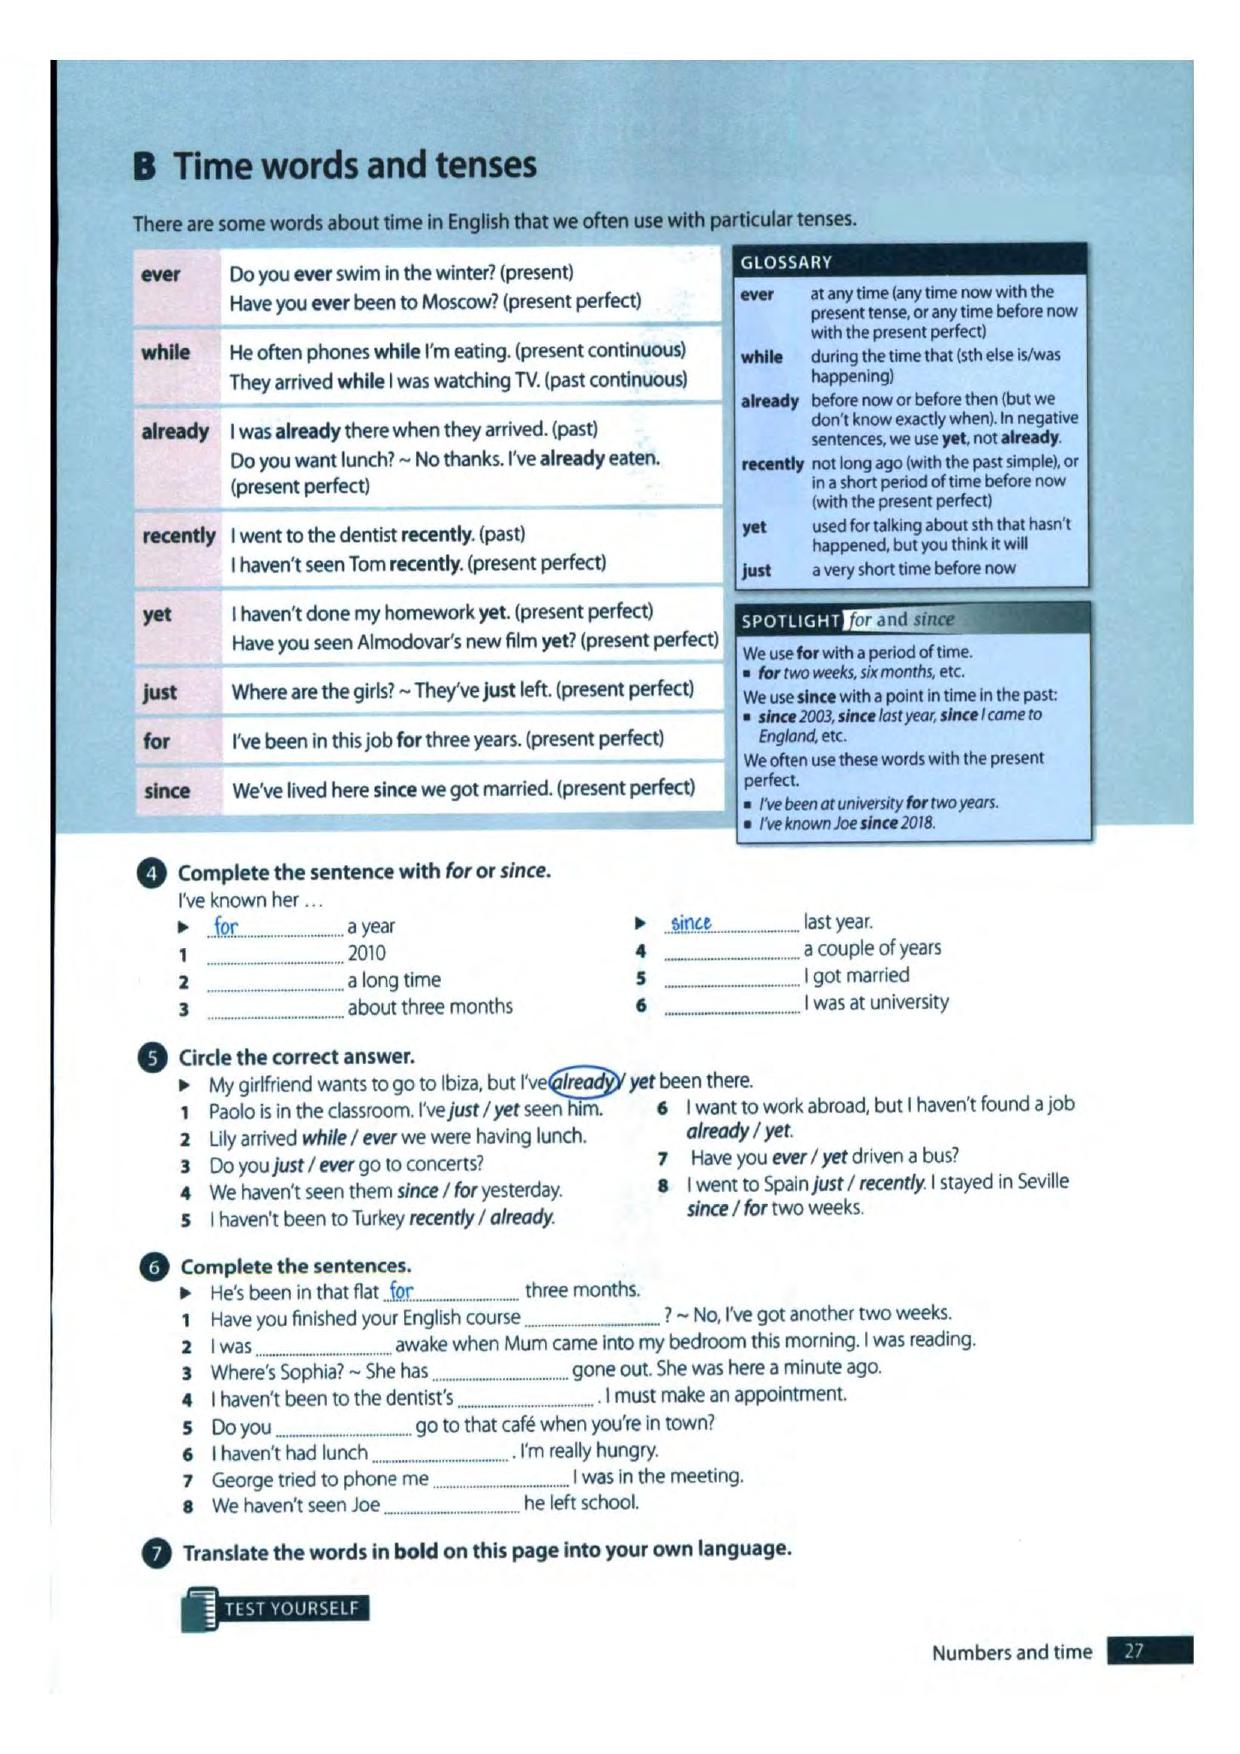 B Time words and tenses
There are some words about time in English that we often use with particular tenses.
ever
Do you ever swim in the winter? (present)
Have you ever been to Moscow? (present perfect)
while
He often phones while I'm eating. (present continuous)
They arrived while I was watching TV. (past continuous)
already
I was already there when they arrived. (past)
Do you want lunch? ~ No thanks. I've already eaten.
(present perfect)
recently
I went to the dentist recently. (past)
I haven't seen Tom recently. (present perfect)
yet
I haven't done my homework yet. (present perfect)
Have you seen Almodovar's new film yet? (present perfect)
just
Where are the girls? ~ They've just left. (present perfect)
for
I've been in this job for three years. (present perfect)
since
We've lived here since we got married. (present perfect)
GLOSSARY
ever at any time (any time now with the
present tense, or any time before now
with the present perfect)
while during the time that (sth else is/was
happening)
already before now or before then (but we
don't know exactly when). In negative
sentences, we use yet, not already.
recently not long ago (with the past simple), or
in a short period of time before now
(with the present perfect)
yet used for talking about sth that hasn't
happened, but you think it will
just a very short time before now
SPOTLIGHT for and since
We use for with a period of time.
▪ for two weeks, six months, etc.
We use since with a point in time in the past:
▪ since 2003, since last year, since I came to
England, etc.
We often use these words with the present
perfect.
▪ I've been at university for two years.
▪ I've known Joe since 2018.
4 Complete the sentence with for or since.
I've known her ...
▶ for a year
1 2010
2 a long time
3 about three months
▶ since last year.
4 a couple of years
5 I got married
6 I was at university
5 Circle the correct answer.
▶ My girlfriend wants to go to Ibiza, but I've already / yet been there.
1 Paolo is in the classroom. I've just / yet seen him.
2 Lily arrived while / ever we were having lunch.
3 Do you just / ever go to concerts?
4 We haven't seen them since / for yesterday.
5 I haven't been to Turkey recently / already.
6 I want to work abroad, but I haven't found a job
already / yet.
7 Have you ever / yet driven a bus?
8 I went to Spain just / recently. I stayed in Seville
since / for two weeks.
6 Complete the sentences.
▶ He's been in that flat for three months.
1 Have you finished your English course ? ~ No, I've got another two weeks.
2 I was awake when Mum came into my bedroom this morning. I was reading.
3 Where's Sophia? ~ She has gone out. She was here a minute ago.
4 I haven't been to the dentist's . I must make an appointment.
5 Do you go to that café when you're in town?
6 I haven't had lunch . I'm really hungry.
7 George tried to phone me I was in the meeting.
8 We haven't seen Joe he left school.
7 Translate the words in bold on this page into your own language.
TEST YOURSELF
Numbers and time 27